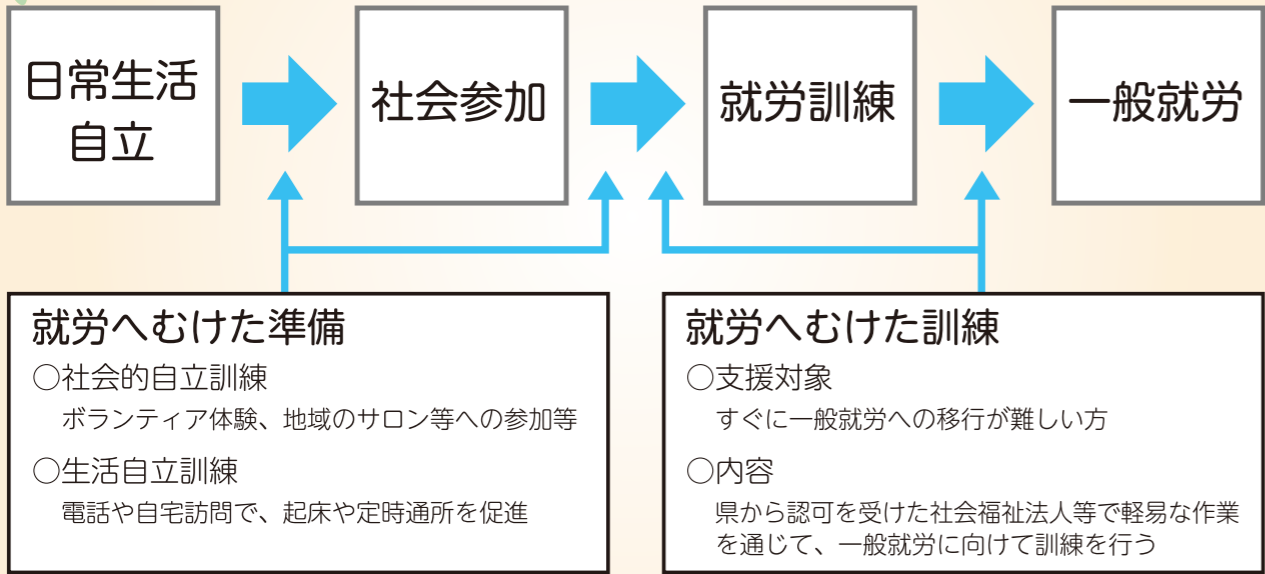 日常生活
自立
社会参加
就労訓練
一般就労
就労へむけた準備
○社会的自立訓練
ボランティア体験、地域のサロン等への参加等
○生活自立訓練
電話や自宅訪問で、起床や定時通所を促進
就労へむけた訓練
○支援対象
すぐに一般就労への移行が難しい方
○内容
県から認可を受けた社会福祉法人等で軽易な作業
を通じて、一般就労に向けて訓練を行う